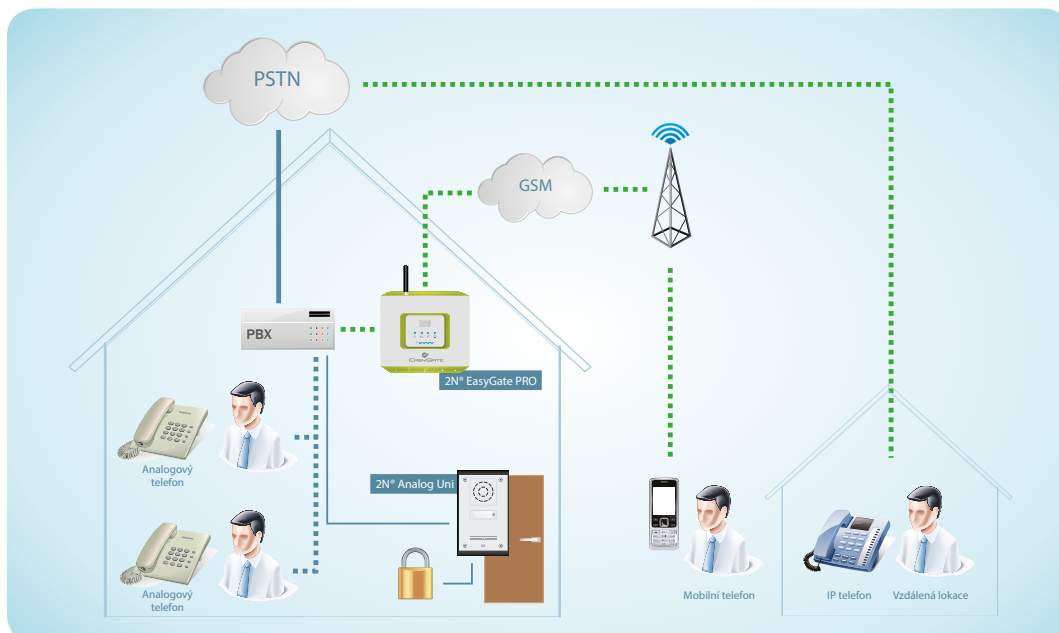 PSTN
GSM
PBX
EASYGATE
2N® EasyGate PRO
Analogový
telefon
2N® Analog Uni
Analogový
telefon
Mobilní telefon
IP telefon
Vzdálená lokace